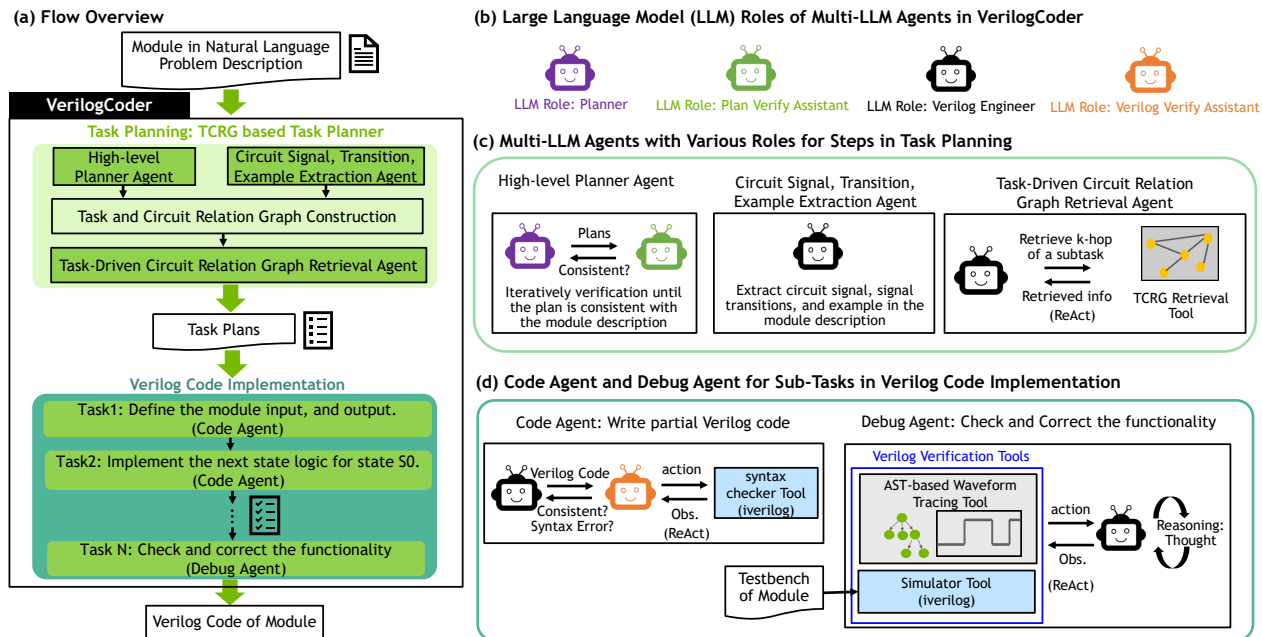 (a) Flow Overview
Module in Natural Language
Problem Description
VerilogCoder
Task Planning: TCRG based Task Planner
High-level
Planner Agent
Circuit Signal, Transition,
Example Extraction Agent
Task and Circuit Relation Graph Construction
Task-Driven Circuit Relation Graph Retrieval Agent
Task Plans
Verilog Code Implementation
Task1: Define the module input, and output.
(Code Agent)
Task2: Implement the next state logic for state S0.
(Code Agent)
Task N: Check and correct the functionality
(Debug Agent)
Verilog Code of Module
(b) Large Language Model (LLM) Roles of Multi-LLM Agents in VerilogCoder
LLM Role: Planner
LLM Role: Plan Verify Assistant
LLM Role: Verilog Engineer
LLM Role: Verilog Verify Assistant
(c) Multi-LLM Agents with Various Roles for Steps in Task Planning
High-level Planner Agent
Plans
Consistent?
Iteratively verification until
the plan is consistent with
the module description
Circuit Signal, Transition,
Example Extraction Agent
Extract circuit signal, signal
transitions, and example in the
module description
Task-Driven Circuit Relation
Graph Retrieval Agent
Retrieve k-hop
of a subtask
Retrieved info
(ReAct)
TCRG Retrieval
Tool
(d) Code Agent and Debug Agent for Sub-Tasks in Verilog Code Implementation
Code Agent: Write partial Verilog code
Verilog Code
Consistent?
Syntax Error?
action
Obs.
(ReAct)
syntax
checker Tool
(iverilog)
Debug Agent: Check and Correct the functionality
Verilog Verification Tools
AST-based Waveform
Tracing Tool
Simulator Tool
(iverilog)
Testbench
of Module
action
Obs.
(ReAct)
Reasoning:
Thought